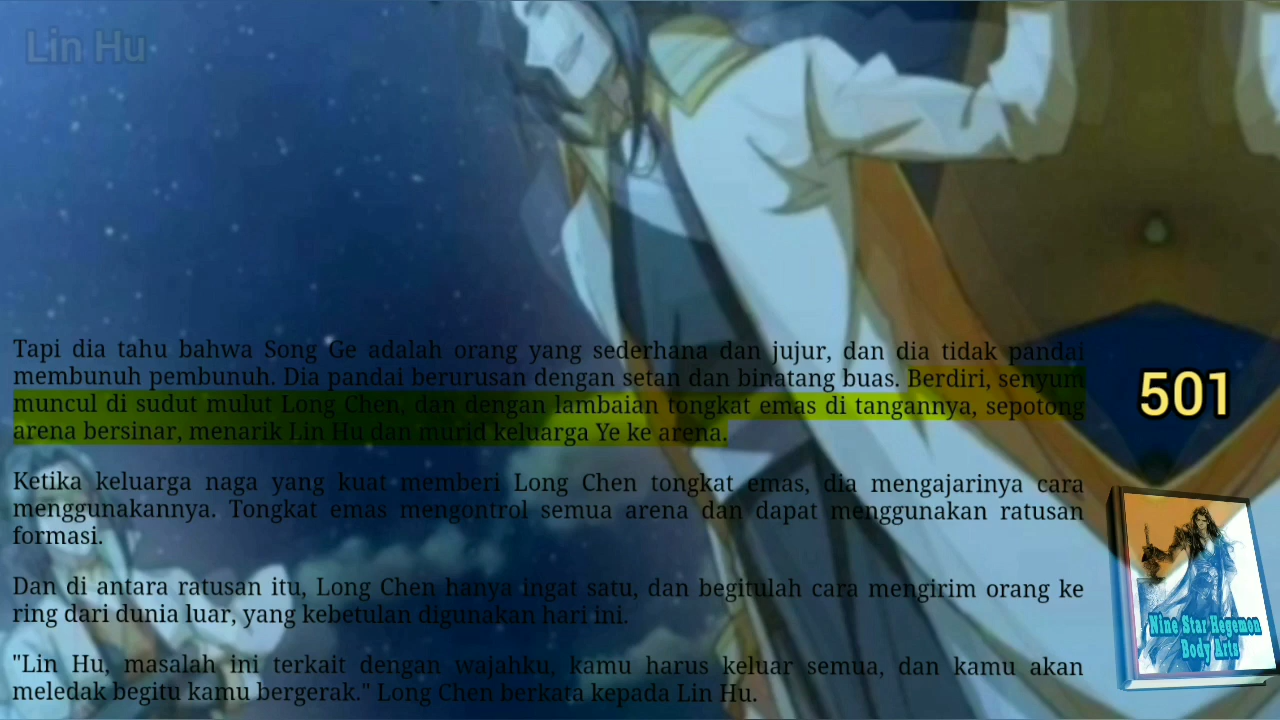 Lin Hu
Tapi dia tahu bahwa Song Ge adalah orang yang sederhana dan jujur, dan dia tidak pandai
membunuh pembunuh. Dia pandai berurusan dengan setan dan binatang buas. Berdiri, senyum
muncul di sudut mulut Long Chen, dan dengan lambaian tongkat emas di tangannya, sepotong
arena bersinar, menarik Lin Hu dan murid keluarga Ye ke arena.
Ketika keluarga naga yang kuat memberi Long Chen tongkat emas, dia mengajarinya cara
menggunakannya. Tongkat emas mengontrol semua arena dan dapat menggunakan ratusan
formasi.
Dan di antara ratusan itu, Long Chen hanya ingat satu, dan begitulah cara mengirim orang ke
ring dari dunia luar, yang kebetulan digunakan hari ini.
"Lin Hu, masalah ini terkait dengan wajahku, kamu harus keluar semua, dan kamu akan
meledak begitu kamu bergerak." Long Chen berkata kepada Lin Hu.
501
Nine Star Hegemon
Body Arts